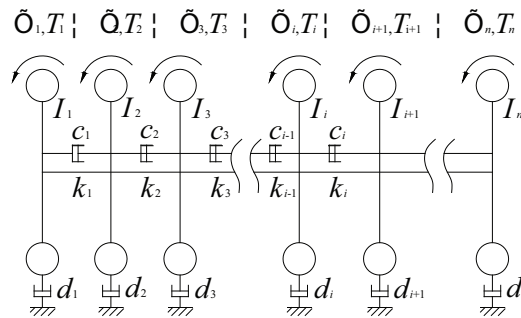 Õ₁,T₁ ¦ Õ₂,T₂ ¦ Õ₃,T₃ ¦ Õᵢ,Tᵢ ¦ Õᵢ₊₁,Tᵢ₊₁ ¦ Õₙ,Tₙ
I₁ I₂ I₃ Iᵢ Iᵢ₊₁ Iₙ
c₁ c₂ c₃ cᵢ₋₁ cᵢ
k₁ k₂ k₃ kᵢ₋₁ kᵢ
d₁ d₂ d₃ dᵢ dᵢ₊₁ d